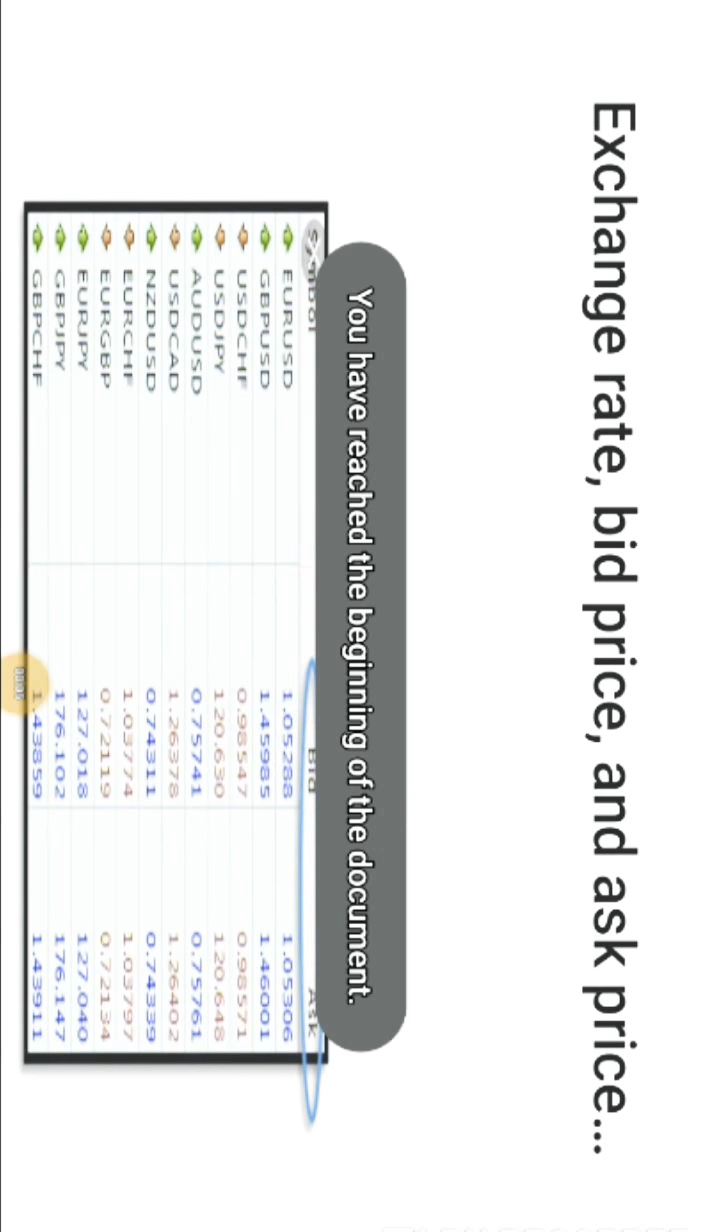 Exchange rate, bid price, and ask price...
You have reached the beginning of the document.
Symbol Bid Ask
EURUSD 1.05288 1.05306
GBPUSD 1.45985 1.46001
USDCHF 0.98547 0.98571
USDJPY 120.630 120.648
AUDUSD 0.75741 0.75761
USDCAD 1.26378 1.26402
NZDUSD 0.74311 0.74339
EURCHF 1.03774 1.03797
EURGBP 0.72119 0.72134
EURJPY 127.018 127.040
GBPJPY 176.102 176.147
GBPCHF 1.43859 1.43911